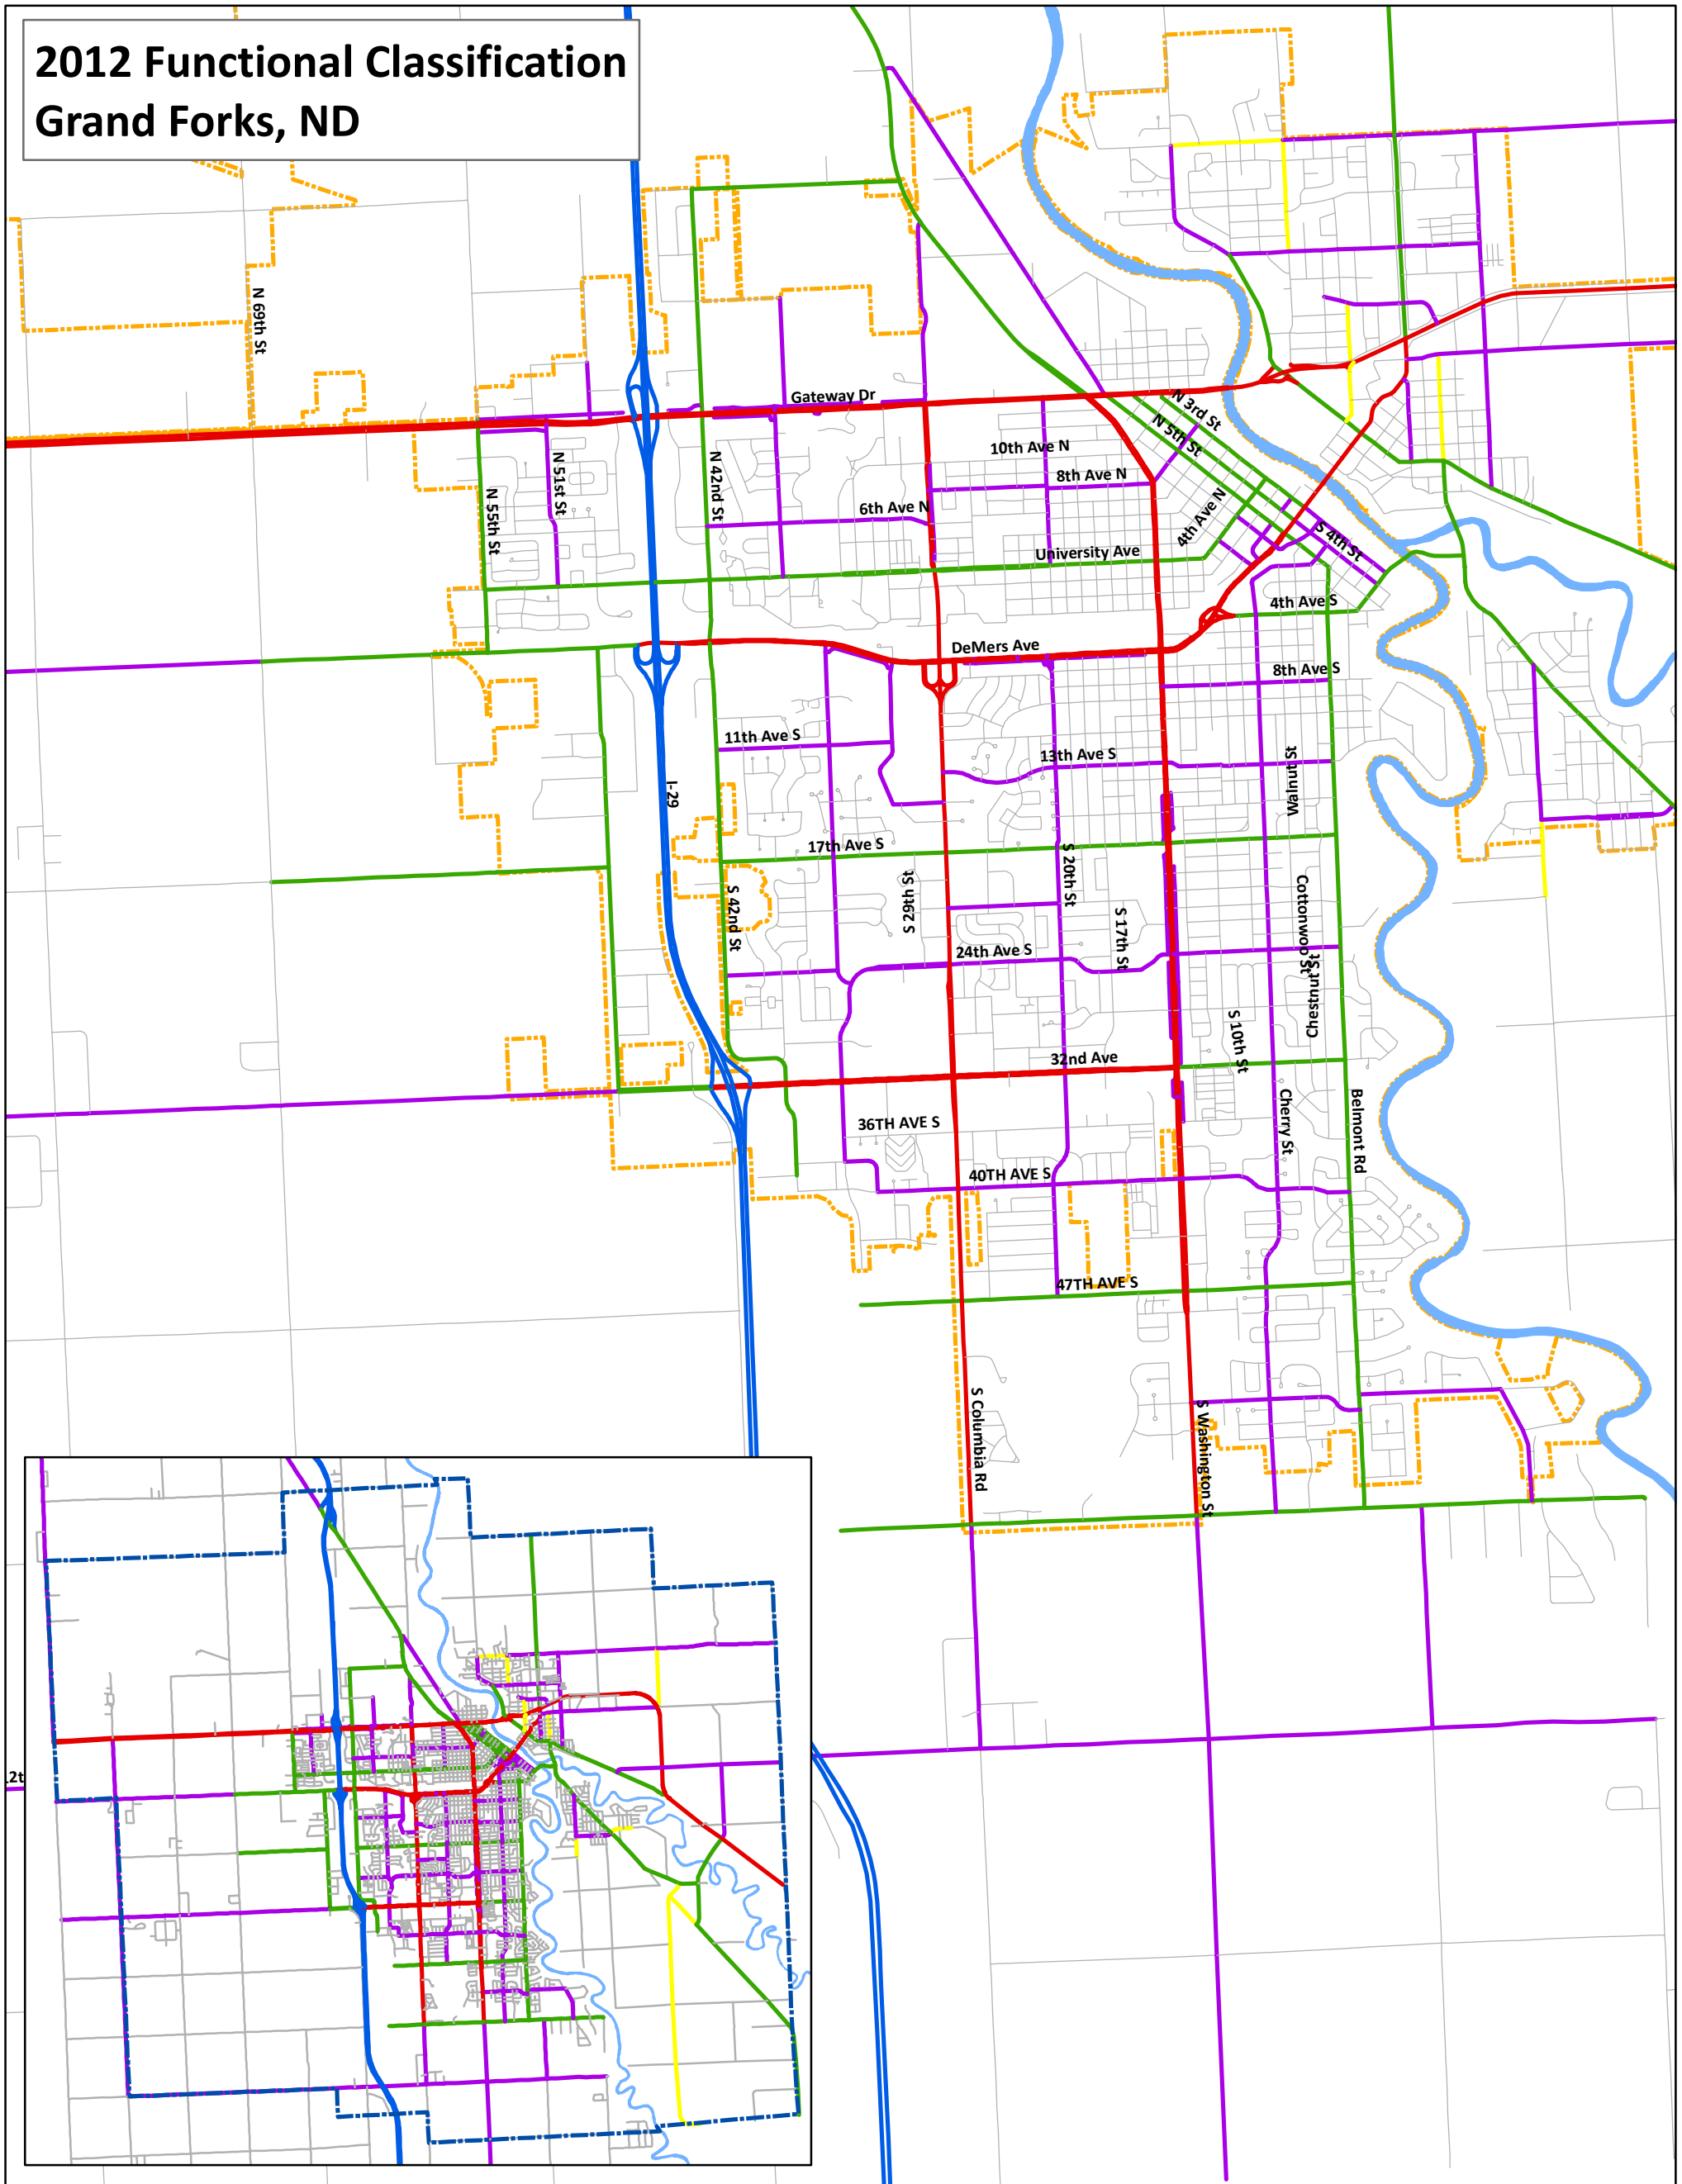 2012 Functional Classification
Grand Forks, ND
N 69th St
Gateway Dr
N 3rd St
N 5th St
10th Ave N
N 51st St
N 42nd St
8th Ave N
N 55th St
6th Ave N
4th Ave N
University Ave
S 4th St
4th Ave S
DeMers Ave
8th Ave S
11th Ave S
13th Ave S
Walnut St
I-29
17th Ave S
S 20th St
S 29th St
S 42nd St
S 17th St
Cottonwood St
24th Ave S
Chestnut St
S 10th St
32nd Ave
Cherry St
Belmont Rd
36TH AVE S
40TH AVE S
47TH AVE S
S Columbia Rd
S Washington St